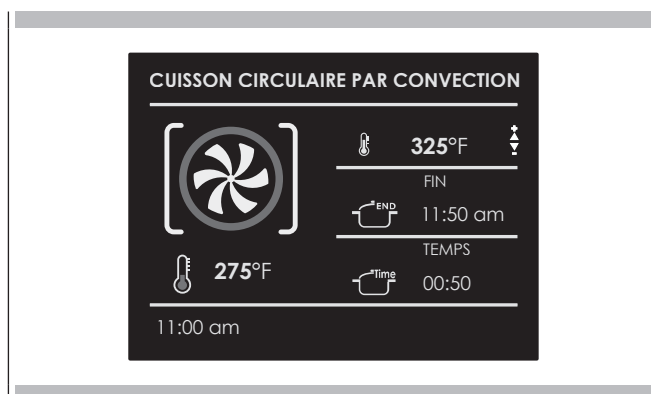 CUISSON CIRCULAIRE PAR CONVECTION
325°F
FIN
END 11:50 am
TEMPS
Time 00:50
275°F
11:00 am